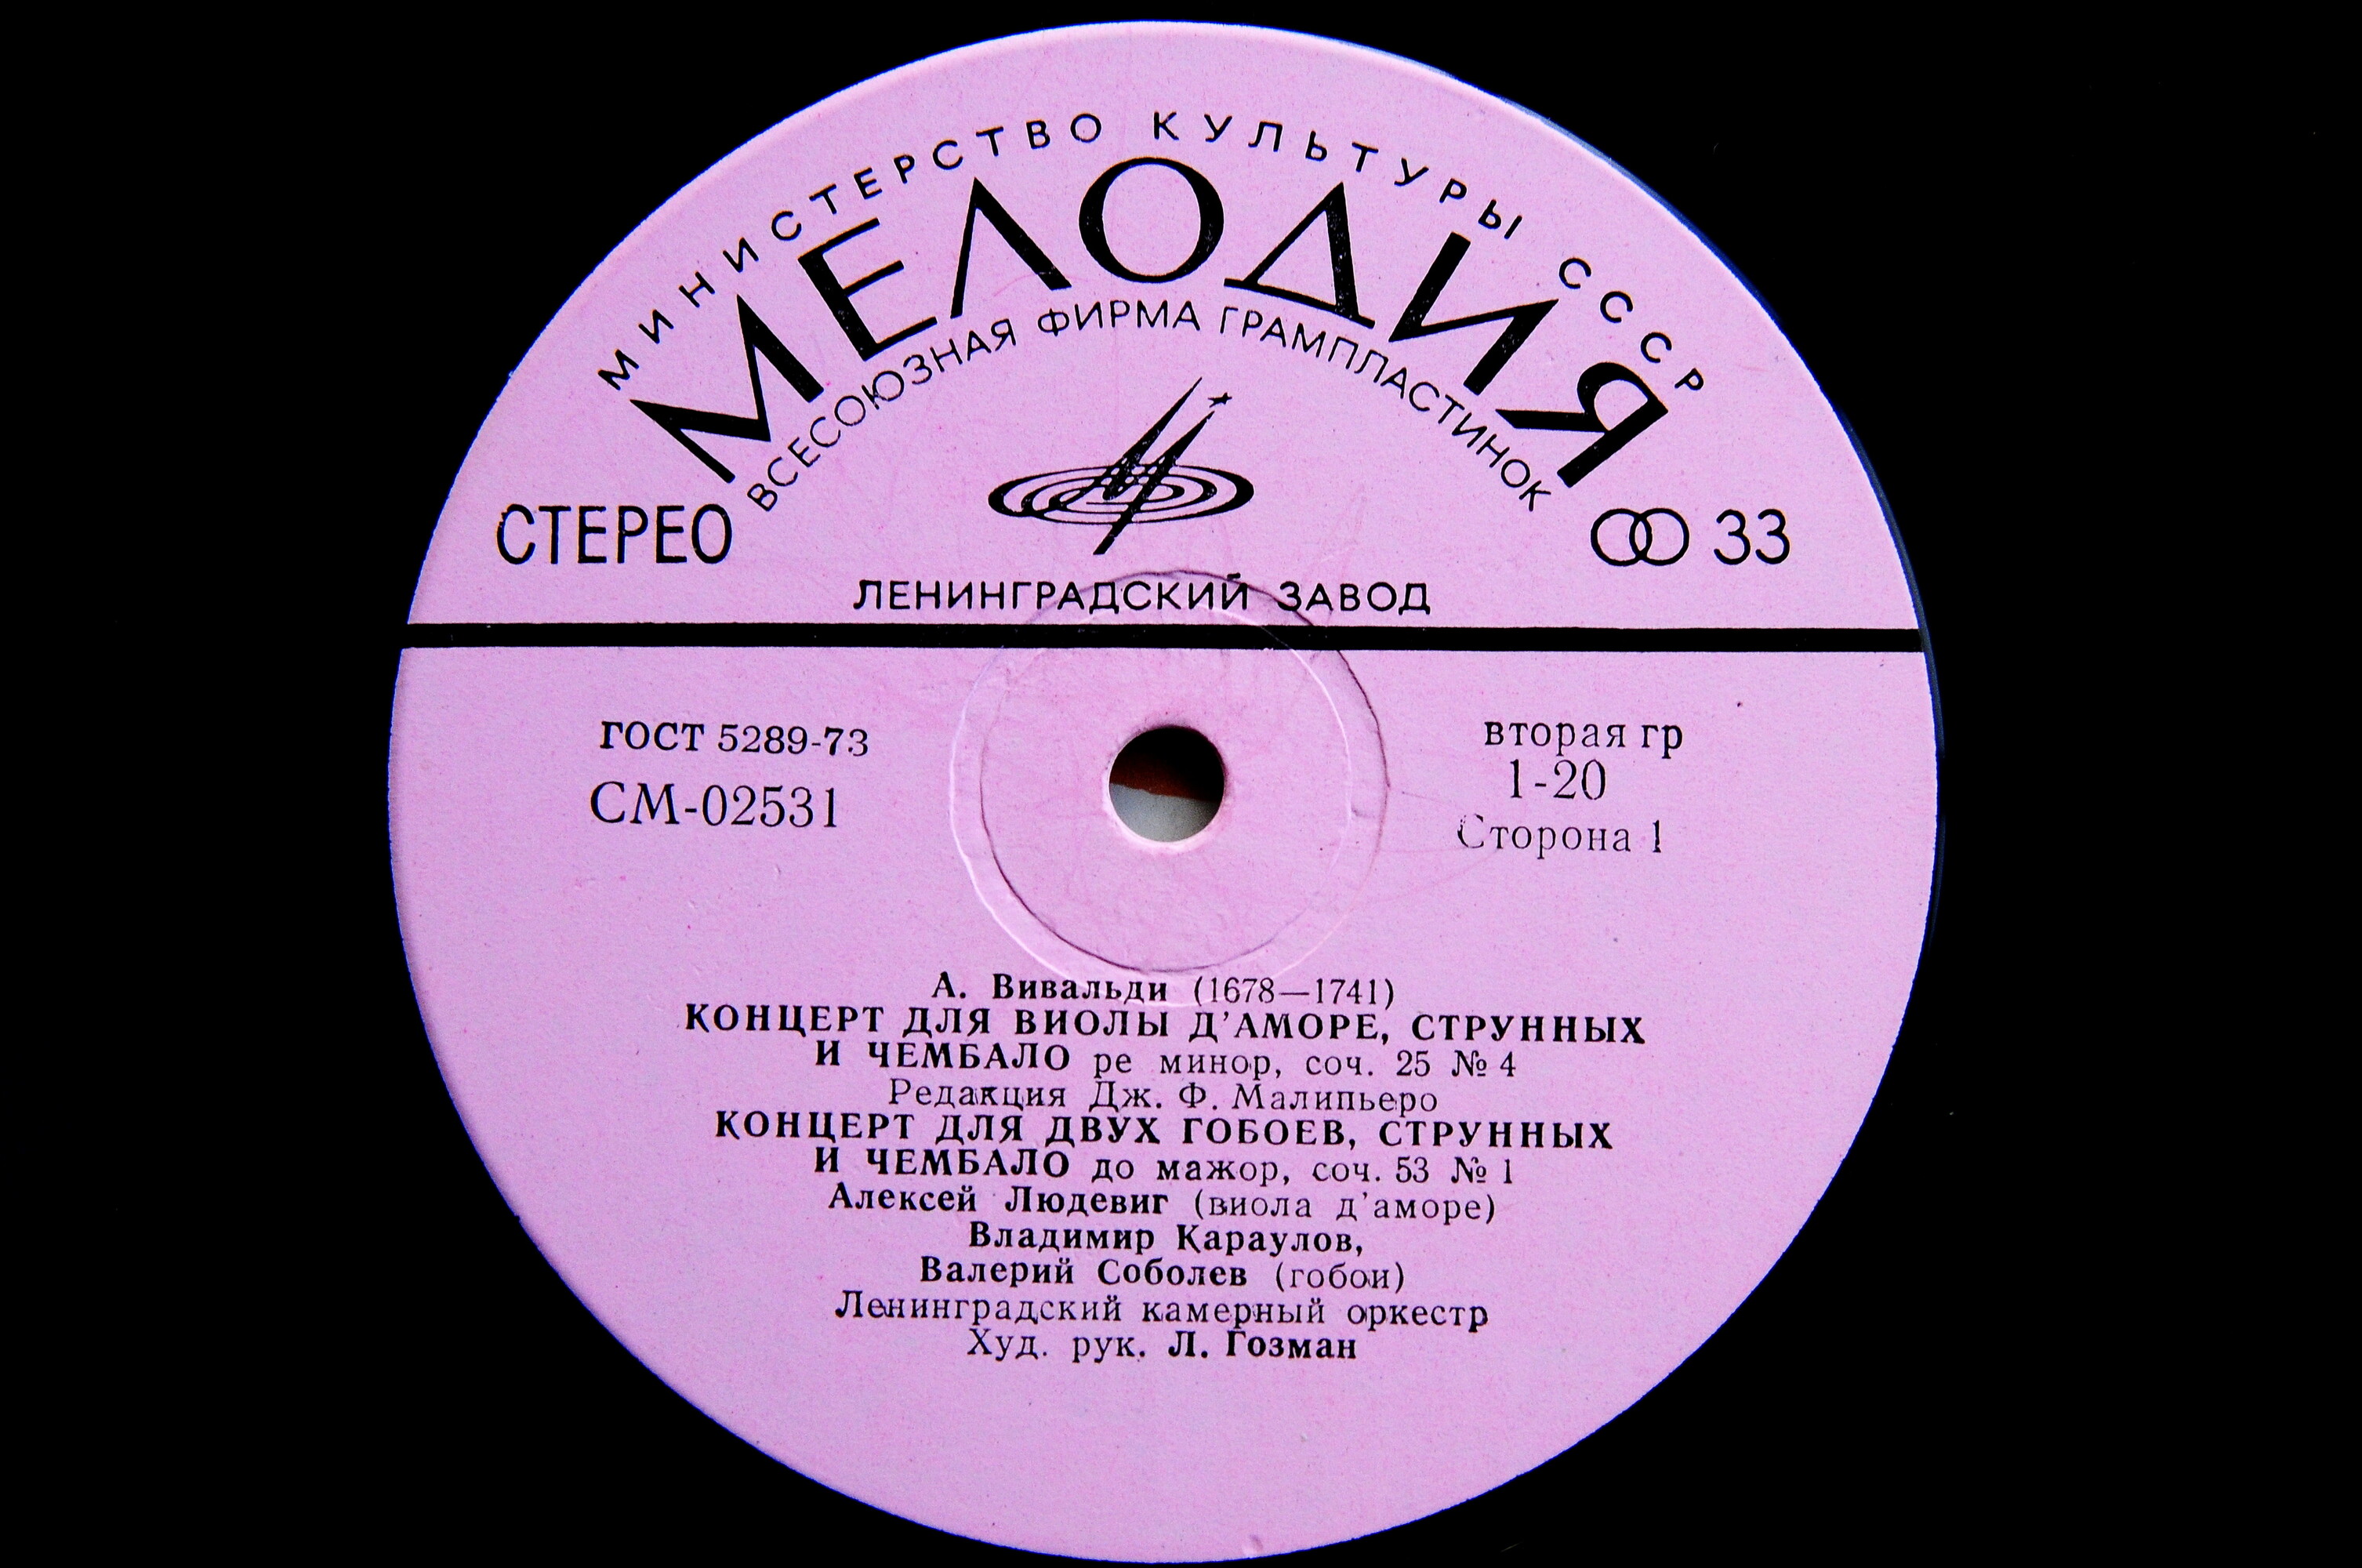 МИНИСТЕРСТВО КУЛЬТУРЫ СССР
МЕЛОДИЯ
ВСЕСОЮЗНАЯ ФИРМА ГРАМПЛАСТИНОК
СТЕРЕО
33
ЛЕНИНГРАДСКИЙ ЗАВОД
ГОСТ 5289-73
СМ-02531
вторая гр
1-20
Сторона 1
А. Вивальди (1678—1741)
КОНЦЕРТ ДЛЯ ВИОЛЫ Д'АМОРЕ, СТРУННЫХ
И ЧЕМБАЛО ре минор, соч. 25 № 4
Редакция Дж. Ф. Малипьеро
КОНЦЕРТ ДЛЯ ДВУХ ГОБОЕВ, СТРУННЫХ
И ЧЕМБАЛО до мажор, соч. 53 № 1
Алексей Людевиг (виола д'аморе)
Владимир Караулов,
Валерий Соболев (гобои)
Ленинградский камерный оркестр
Худ. рук. Л. Гозман